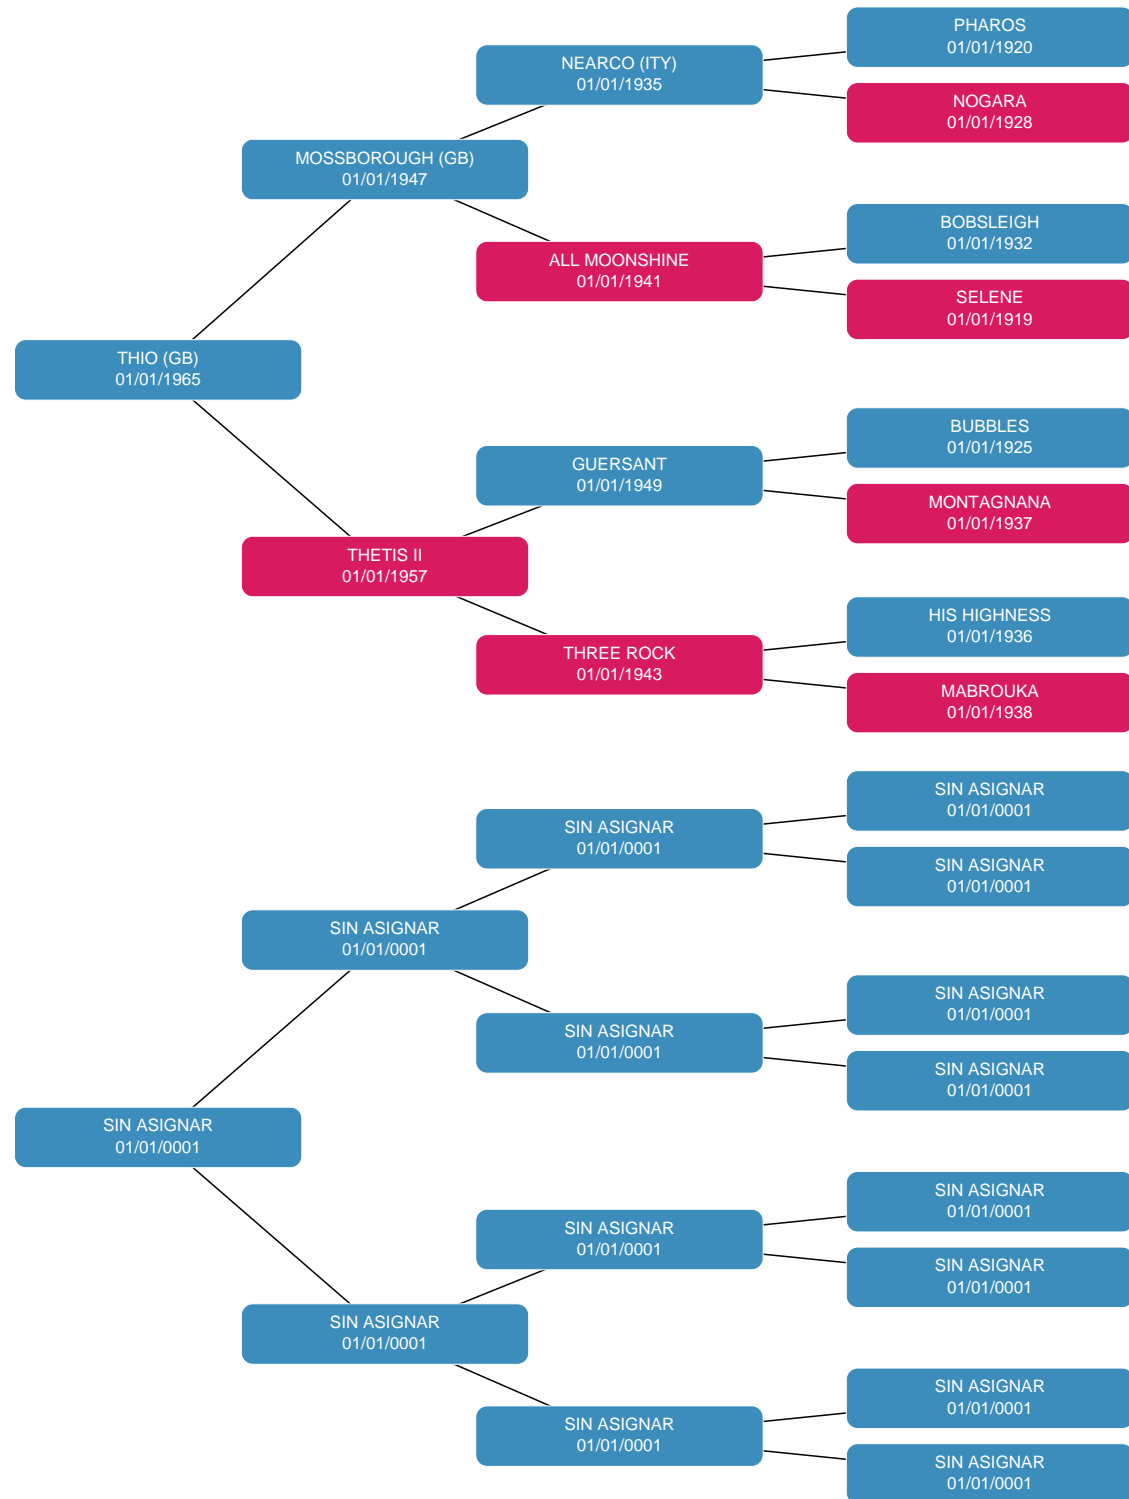 PHAROS
01/01/1920
NEARCO (ITY)
01/01/1935
NOGARA
01/01/1928
MOSSBOROUGH (GB)
01/01/1947
BOBSLEIGH
01/01/1932
ALL MOONSHINE
01/01/1941
SELENE
01/01/1919
THIO (GB)
01/01/1965
BUBBLES
01/01/1925
GUERSANT
01/01/1949
MONTAGNANA
01/01/1937
THETIS II
01/01/1957
HIS HIGHNESS
01/01/1936
THREE ROCK
01/01/1943
MABROUKA
01/01/1938
SIN ASIGNAR
01/01/0001
SIN ASIGNAR
01/01/0001
SIN ASIGNAR
01/01/0001
SIN ASIGNAR
01/01/0001
SIN ASIGNAR
01/01/0001
SIN ASIGNAR
01/01/0001
SIN ASIGNAR
01/01/0001
SIN ASIGNAR
01/01/0001
SIN ASIGNAR
01/01/0001
SIN ASIGNAR
01/01/0001
SIN ASIGNAR
01/01/0001
SIN ASIGNAR
01/01/0001
SIN ASIGNAR
01/01/0001
SIN ASIGNAR
01/01/0001
SIN ASIGNAR
01/01/0001